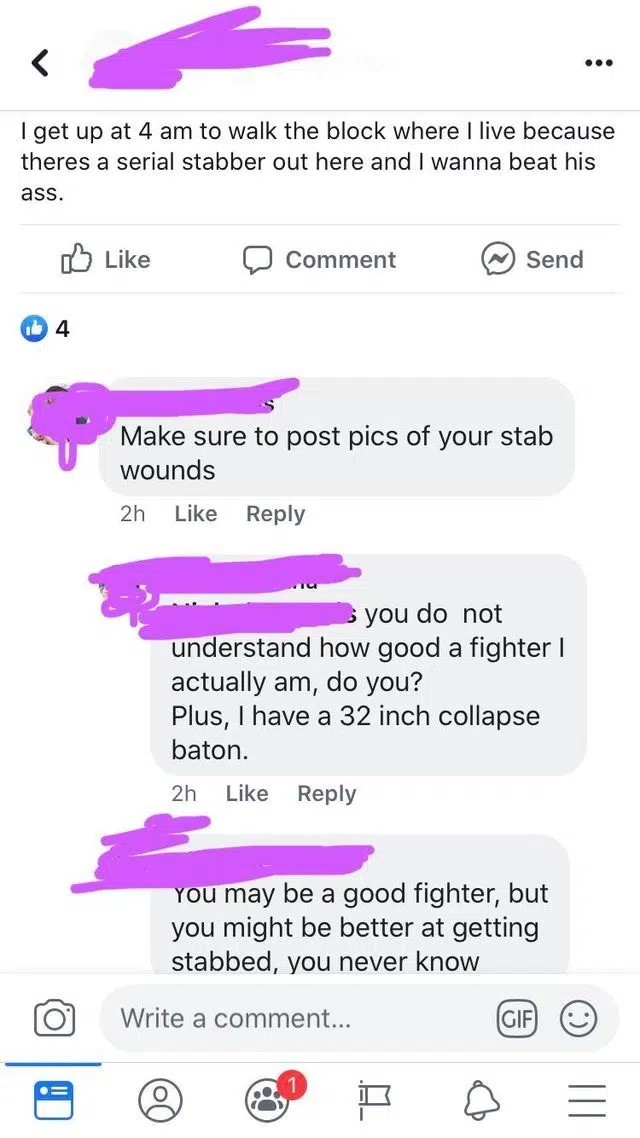 I get up at 4 am to walk the block where I live because
theres a serial stabber out here and I wanna beat his
ass.
Like Comment Send
4
Make sure to post pics of your stab
wounds
2h Like Reply
you do not
understand how good a fighter I
actually am, do you?
Plus, I have a 32 inch collapse
baton.
2h Like Reply
You may be a good fighter, but
you might be better at getting
stabbed, you never know
Write a comment... GIF
1